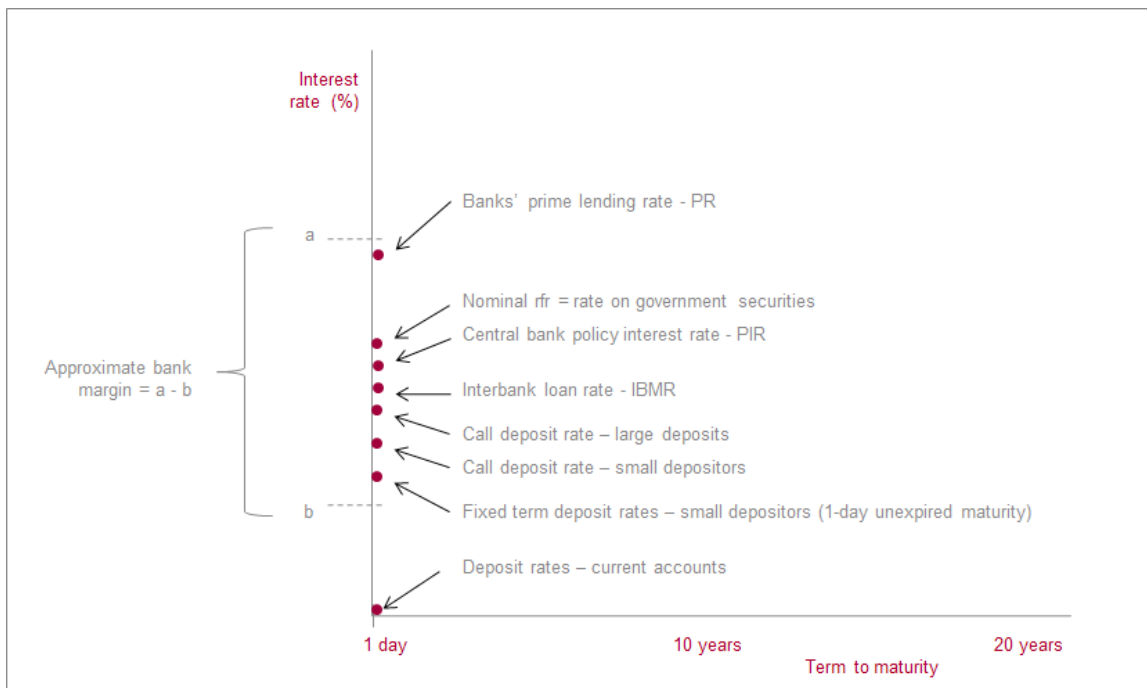 Interest
rate (%)
Banks' prime lending rate - PR
a
Nominal rfr = rate on government securities
Central bank policy interest rate - PIR
Approximate bank
margin = a - b
Interbank loan rate - IBMR
Call deposit rate – large deposits
Call deposit rate – small depositors
b
Fixed term deposit rates – small depositors (1-day unexpired maturity)
Deposit rates – current accounts
1 day
10 years
20 years
Term to maturity